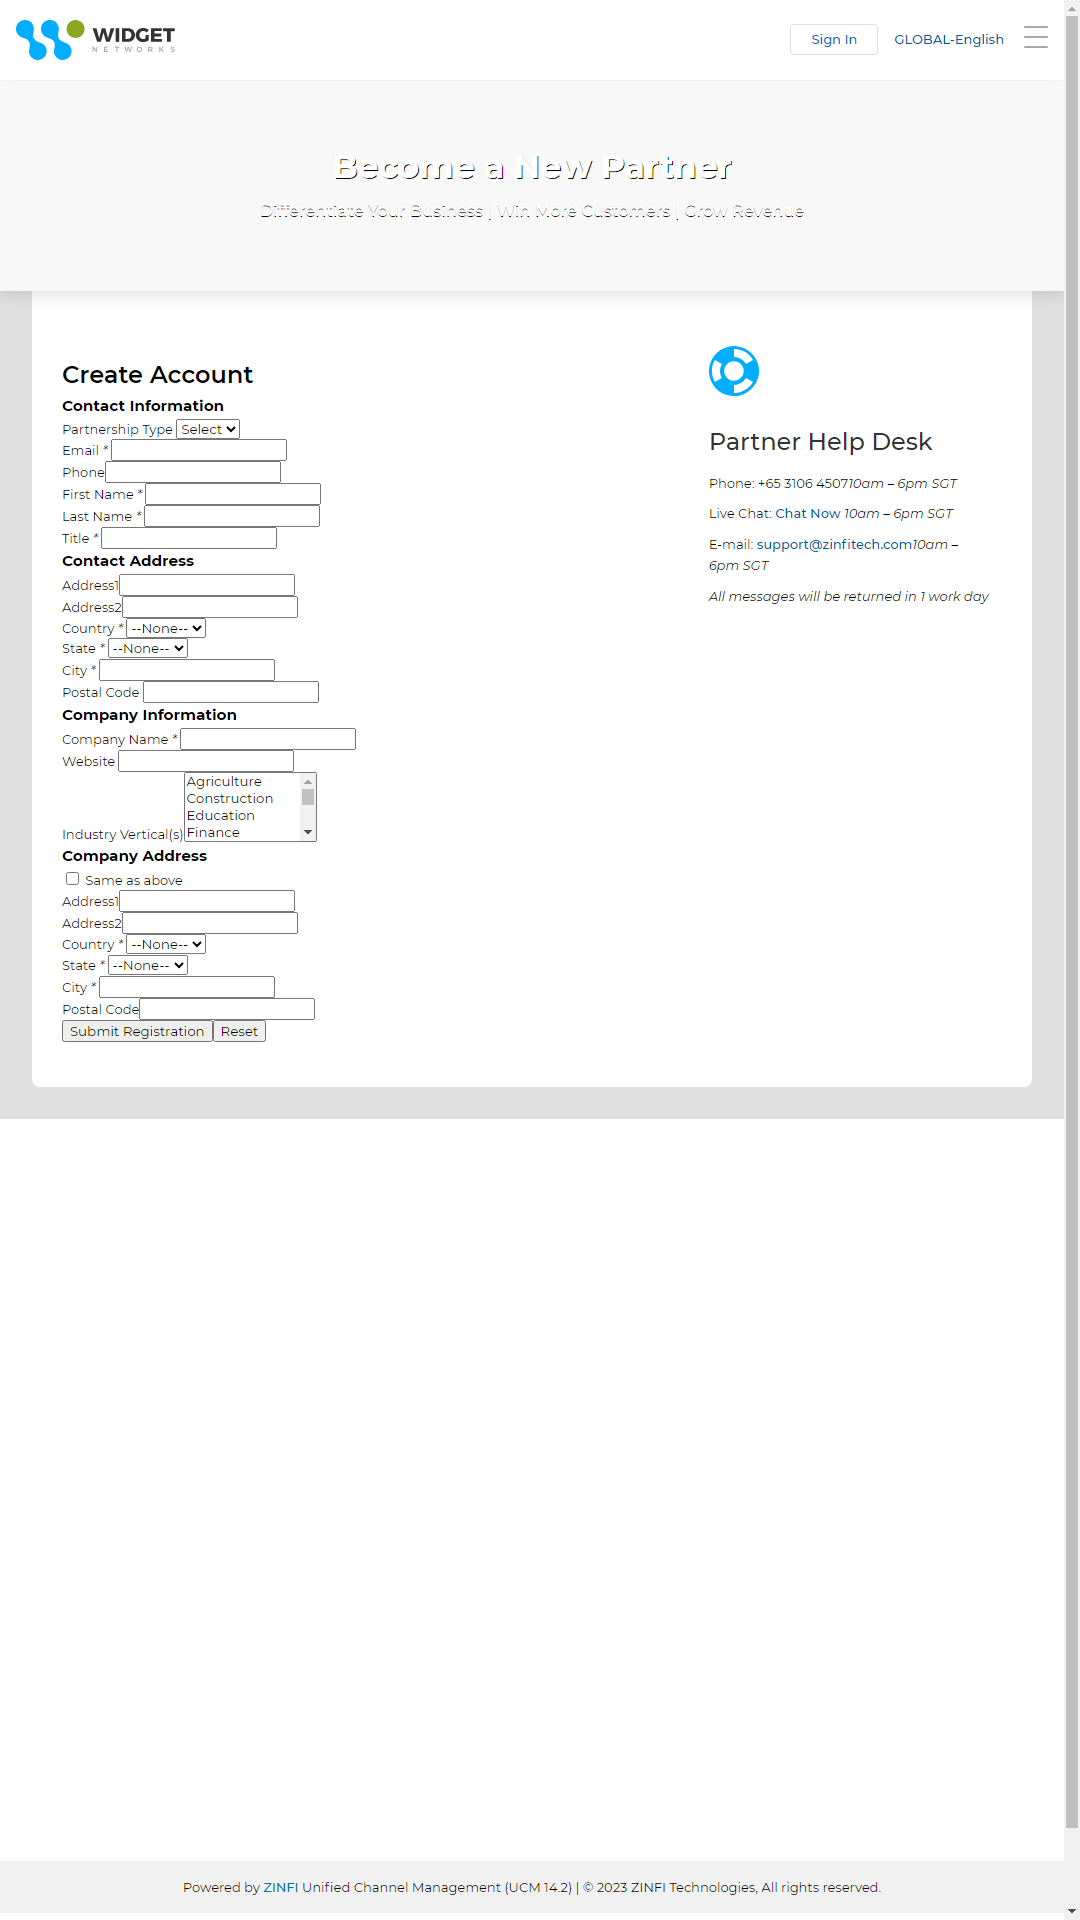 WIDGET
NETWORKS
Sign In
GLOBAL-English
Become a New Partner
Differentiate Your Business | Win More Customers | Grow Revenue
Create Account
Contact Information
Partnership Type Select
Email *
Phone
First Name *
Last Name *
Title *
Contact Address
Address1
Address2
Country * --None--
State * --None--
City *
Postal Code
Company Information
Company Name *
Website
Agriculture
Construction
Education
Finance
Industry Vertical(s)
Company Address
Same as above
Address1
Address2
Country * --None--
State * --None--
City *
Postal Code
Submit Registration Reset
Partner Help Desk
Phone: +65 3106 450710am – 6pm SGT
Live Chat: Chat Now 10am – 6pm SGT
E-mail: support@zinfitech.com10am –
6pm SGT
All messages will be returned in 1 work day
Powered by ZINFI Unified Channel Management (UCM 14.2) | © 2023 ZINFI Technologies, All rights reserved.